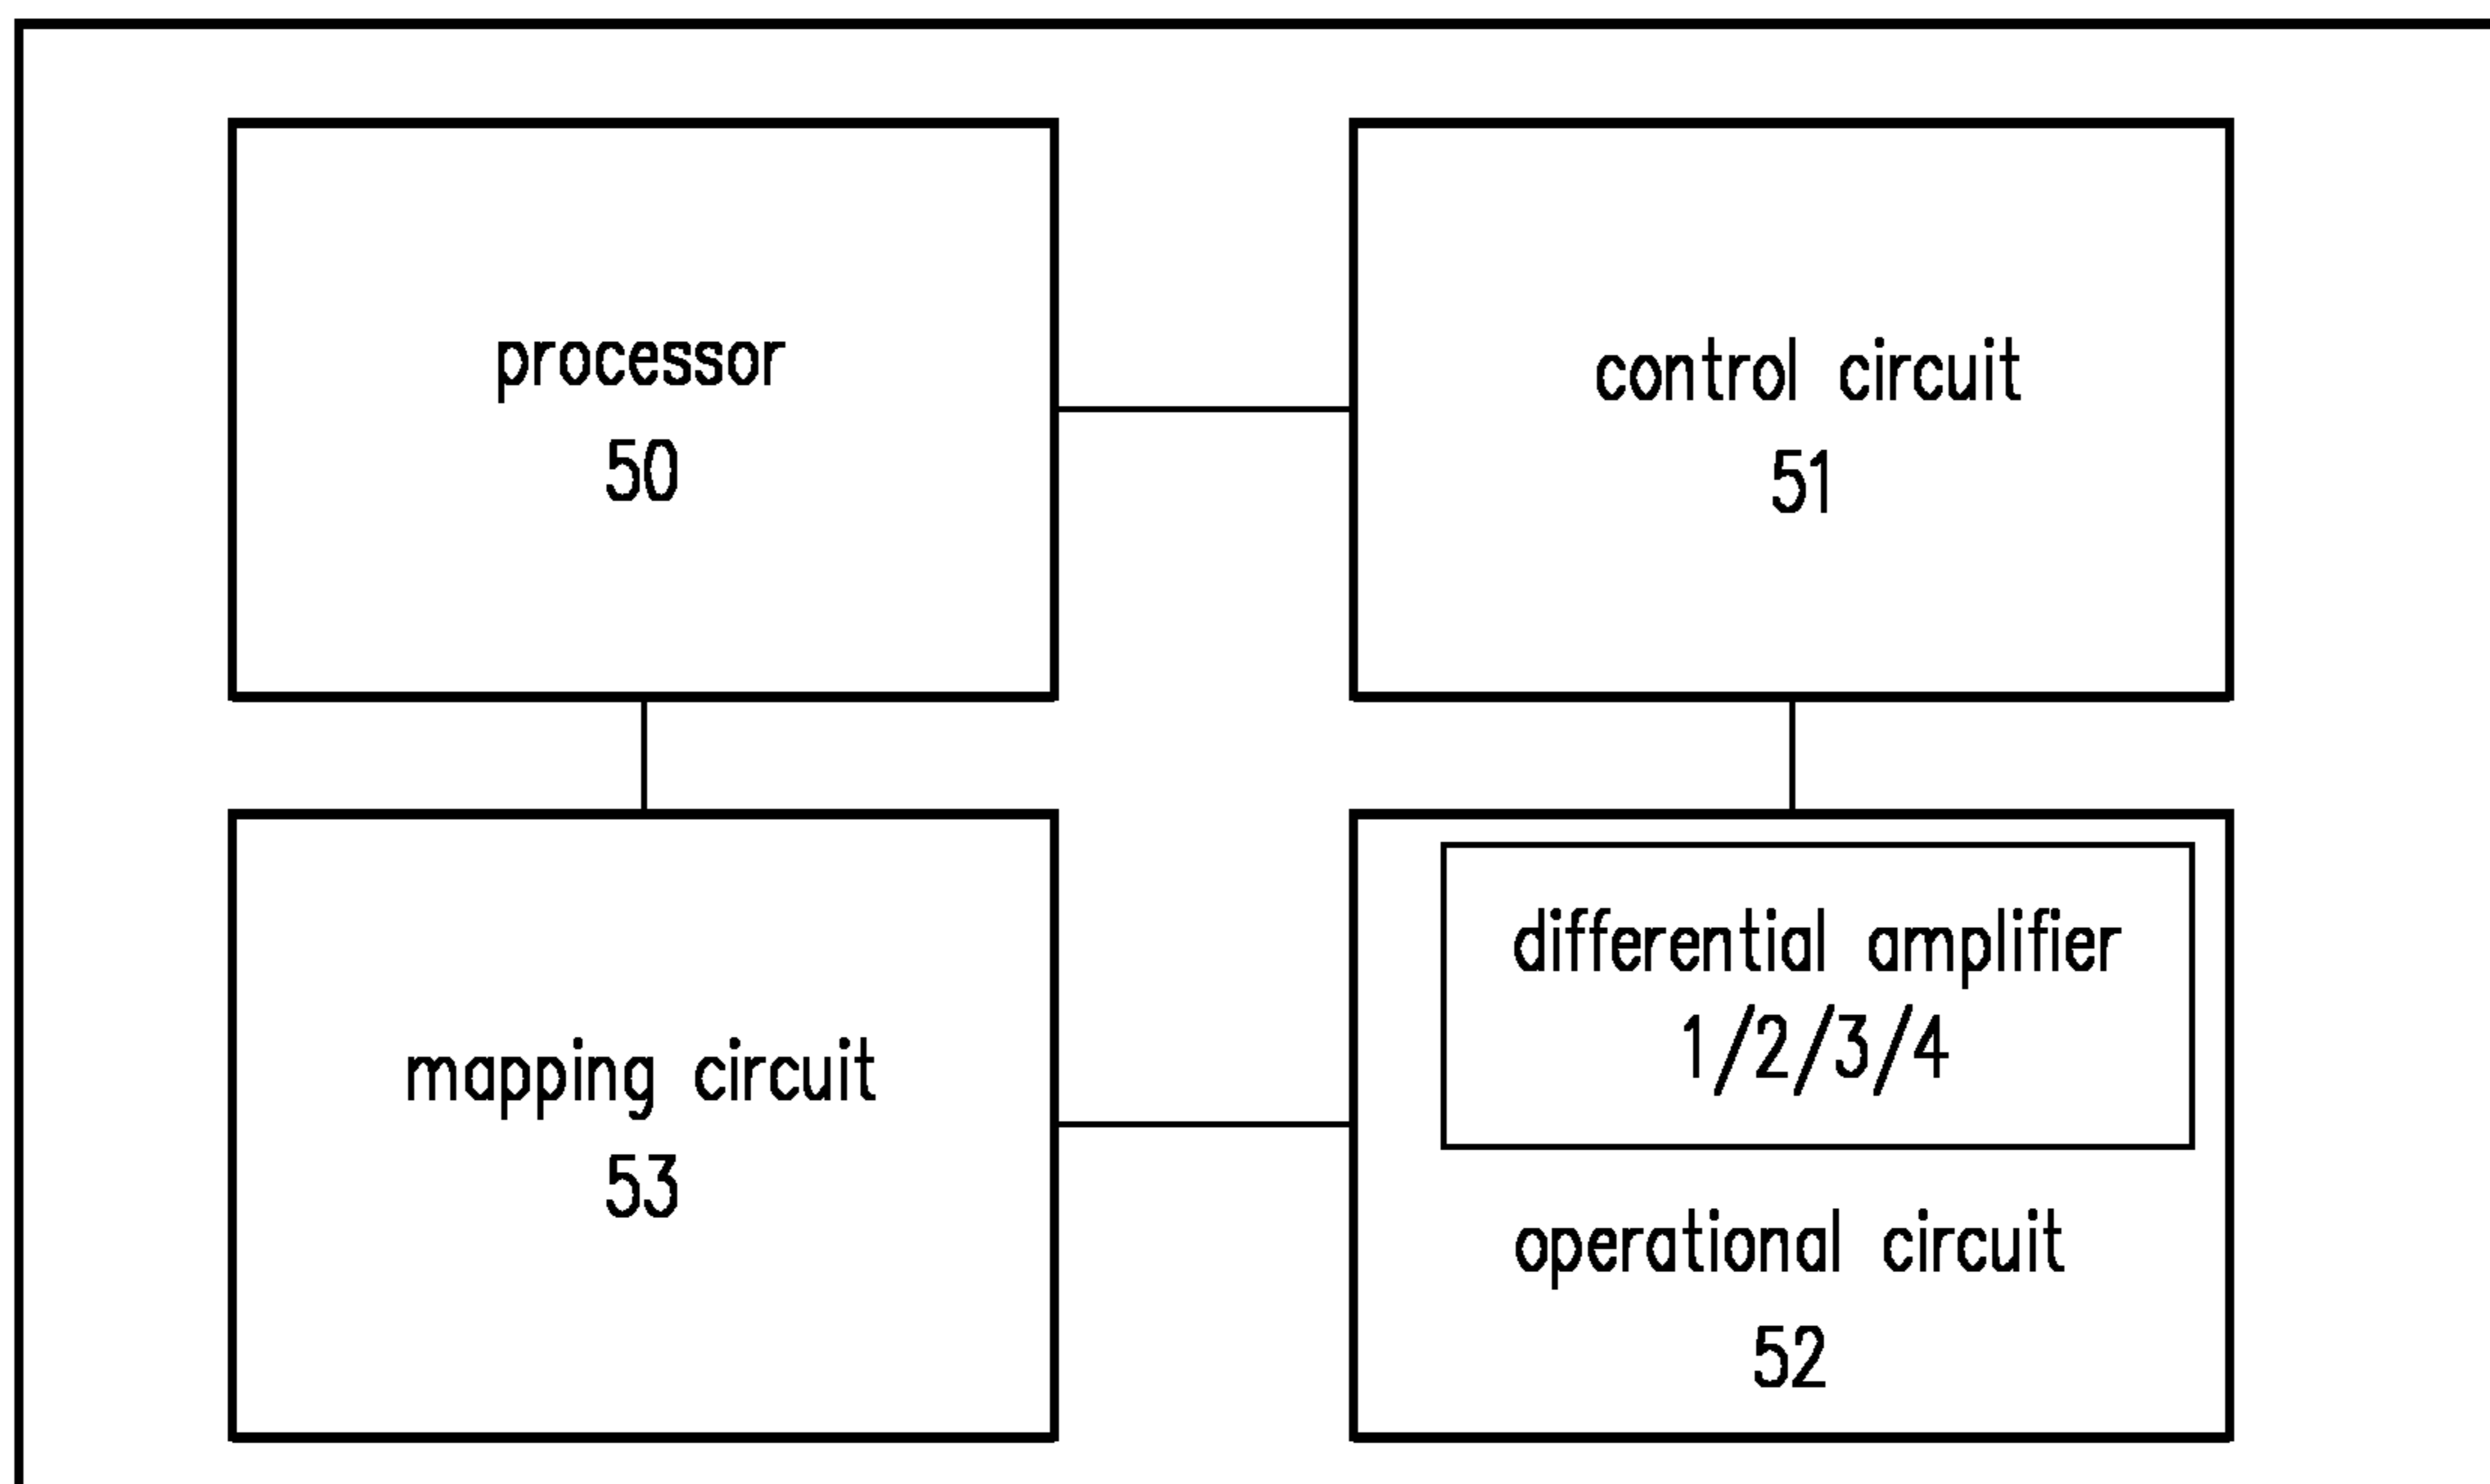 processor
50
control circuit
51
mapping circuit
53
differential amplifier
1/2/3/4
operational circuit
52